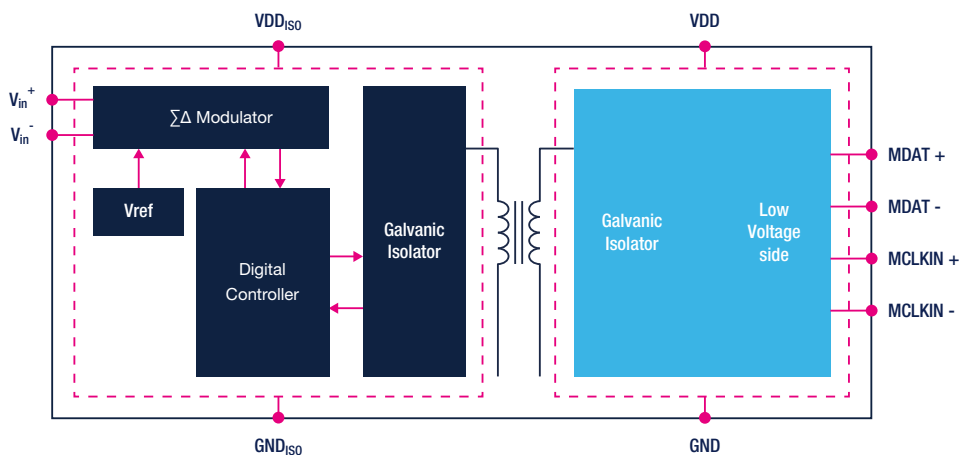 VDDISO
VDD
Vin+
Vin-
∑Δ Modulator
Vref
Digital
Controller
Galvanic
Isolator
Galvanic
Isolator
Low
Voltage
side
MDAT +
MDAT -
MCLKIN +
MCLKIN -
GNDISO
GND